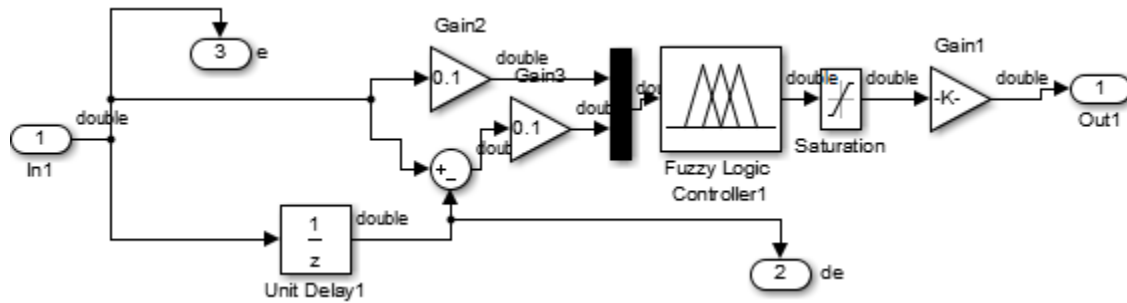 Gain2
3
e
double
0.1
Gain3
Gain1
double
double
double
double
0.1
-K-
1
Out1
1
In1
double
+
-
Saturation
Fuzzy Logic
Controller1
double
1
z
Unit Delay1
2
de